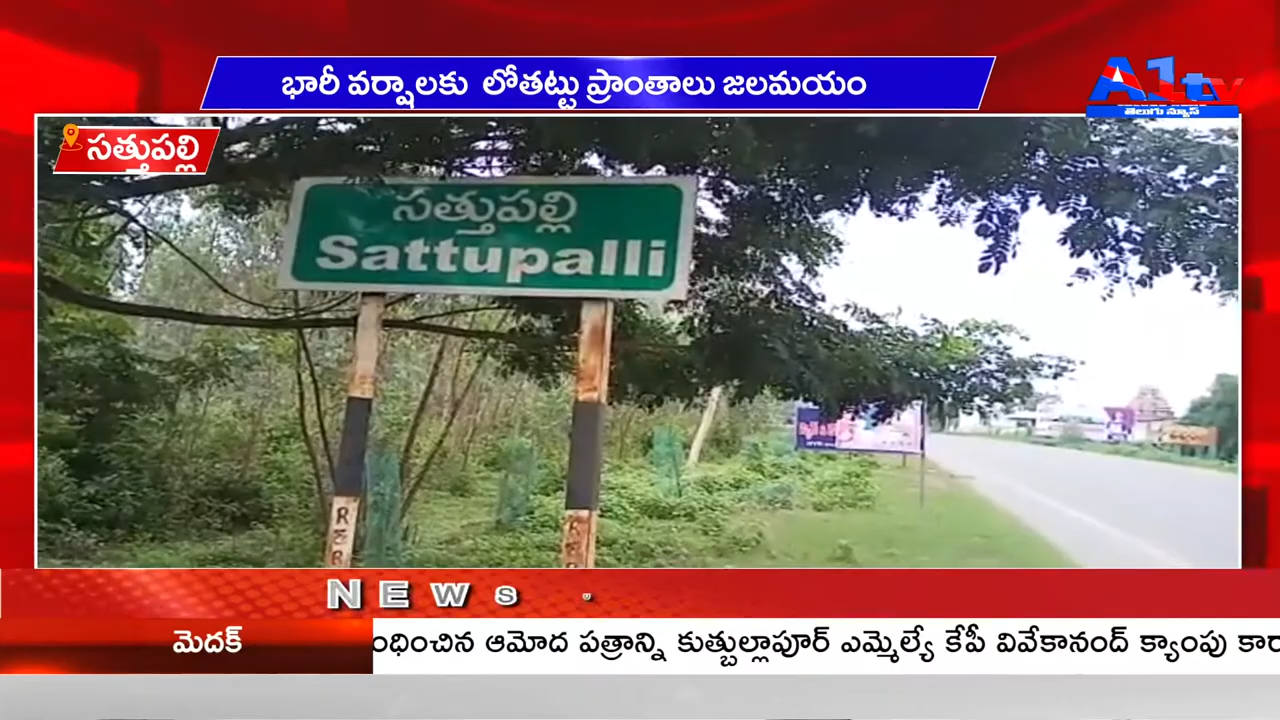 భారీ వర్షాలకు లోతట్టు ప్రాంతాలు జలమయం
A1tv
తెలుగు న్యూస్
సత్తుపల్లి
సత్తుపల్లి
Sattupalli
R&B
R&B
NEWS
మెదక్
ంధించిన ఆమోద పత్రాన్ని కుత్బుల్లాపూర్ ఎమ్మెల్యే కేపీ వివేకానంద్ క్యాంపు కార